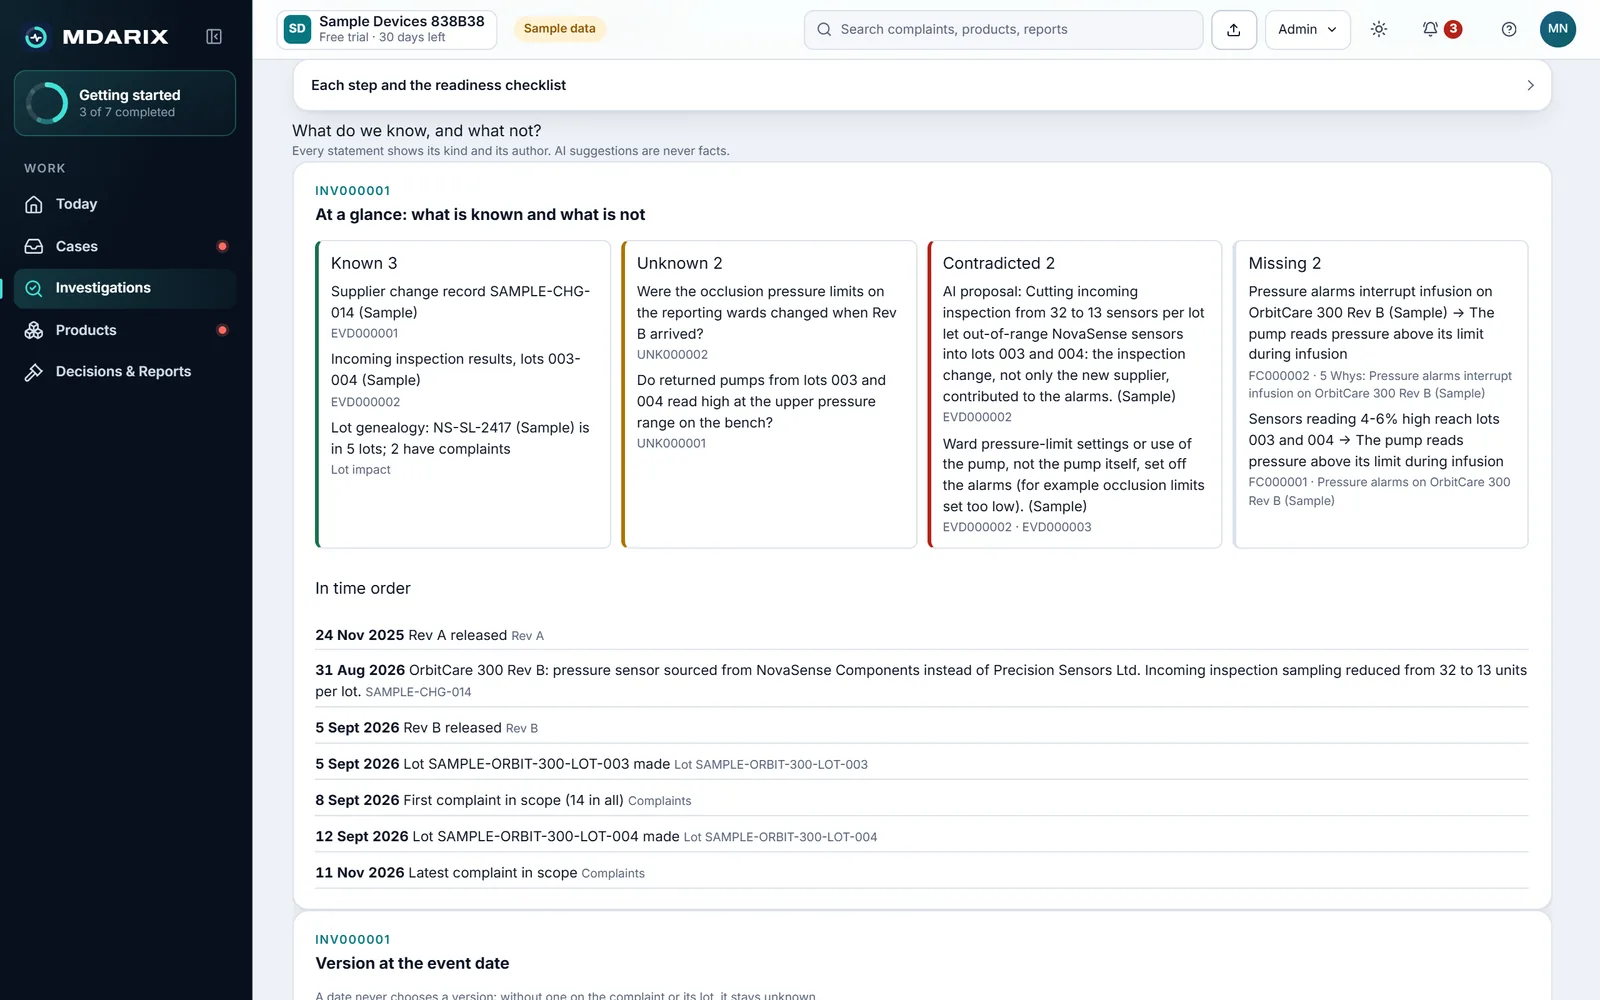 MDARIX
SD
Sample Devices 838B38
Free trial · 30 days left
Sample data
Search complaints, products, reports
Admin
3
MN
Getting started
3 of 7 completed
WORK
Today
Cases
Investigations
Products
Decisions & Reports
Each step and the readiness checklist
What do we know, and what not?
Every statement shows its kind and its author. AI suggestions are never facts.
INV000001
At a glance: what is known and what is not
Known 3
Supplier change record SAMPLE-CHG-
014 (Sample)
EVD000001
Incoming inspection results, lots 003-
004 (Sample)
EVD000002
Lot genealogy: NS-SL-2417 (Sample) is
in 5 lots; 2 have complaints
Lot impact
Unknown 2
Were the occlusion pressure limits on
the reporting wards changed when Rev
B arrived?
UNK000002
Do returned pumps from lots 003 and
004 read high at the upper pressure
range on the bench?
UNK000001
Contradicted 2
AI proposal: Cutting incoming
inspection from 32 to 13 sensors per lot
let out-of-range NovaSense sensors
into lots 003 and 004: the inspection
change, not only the new supplier,
contributed to the alarms. (Sample)
EVD000002
Ward pressure-limit settings or use of
the pump, not the pump itself, set off
the alarms (for example occlusion limits
set too low). (Sample)
EVD000002 · EVD000003
Missing 2
Pressure alarms interrupt infusion on
OrbitCare 300 Rev B (Sample) → The
pump reads pressure above its limit
during infusion
FC000002 · 5 Whys: Pressure alarms interrupt
infusion on OrbitCare 300 Rev B (Sample)
Sensors reading 4-6% high reach lots
003 and 004 → The pump reads
pressure above its limit during infusion
FC000001 · Pressure alarms on OrbitCare 300
Rev B (Sample)
In time order
24 Nov 2025 Rev A released Rev A
31 Aug 2026 OrbitCare 300 Rev B: pressure sensor sourced from NovaSense Components instead of Precision Sensors Ltd. Incoming inspection sampling reduced from 32 to 13 units
per lot. SAMPLE-CHG-014
5 Sept 2026 Rev B released Rev B
5 Sept 2026 Lot SAMPLE-ORBIT-300-LOT-003 made Lot SAMPLE-ORBIT-300-LOT-003
8 Sept 2026 First complaint in scope (14 in all) Complaints
12 Sept 2026 Lot SAMPLE-ORBIT-300-LOT-004 made Lot SAMPLE-ORBIT-300-LOT-004
11 Nov 2026 Latest complaint in scope Complaints
INV000001
Version at the event date
A date never chooses a version: without one on the complaint or its lot, it stays unknown.